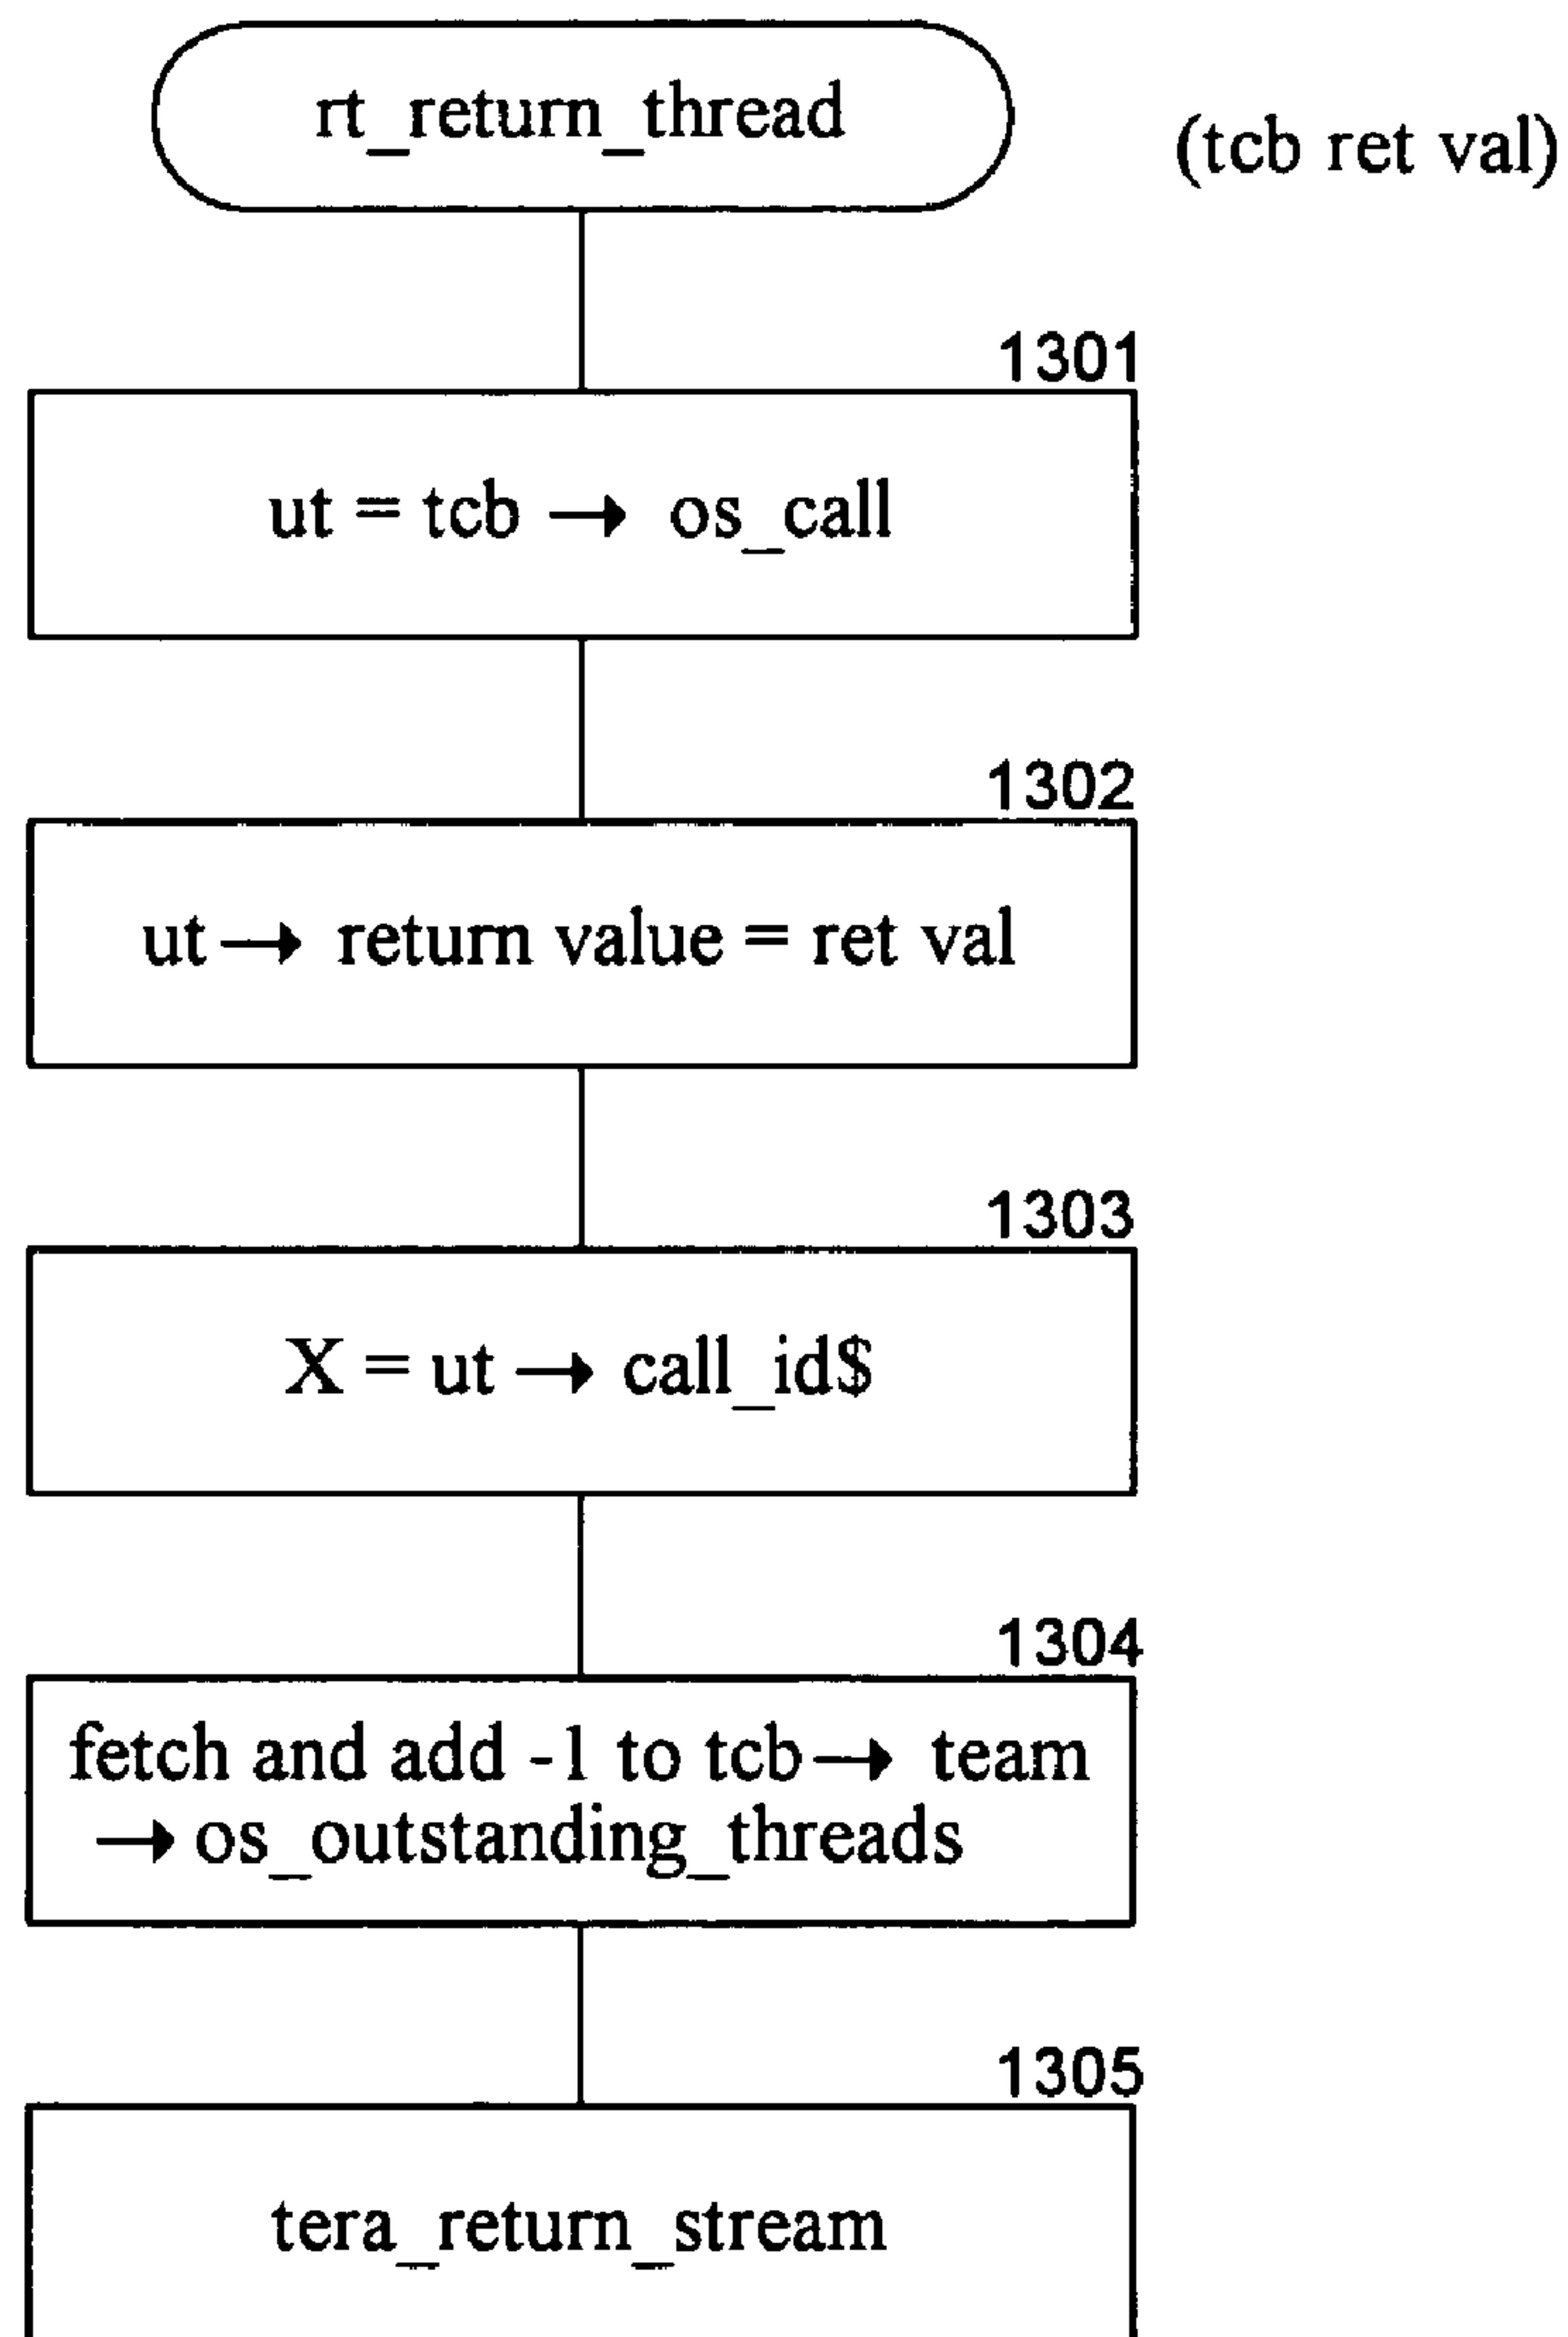 rt_return_thread
(tcb ret val)
1301
ut = tcb → os_call
1302
ut → return value = ret val
1303
X = ut → call_id$
1304
fetch and add -1 to tcb → team
→ os_outstanding_threads
1305
tera_return_stream